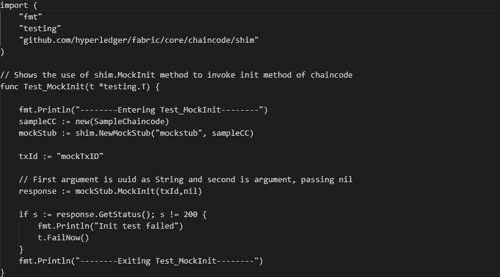 import (
    "fmt"
    "testing"
    "github.com/hyperledger/fabric/core/chaincode/shim"
)
// Shows the use of shim.MockInit method to invoke init method of chaincode
func Test_MockInit(t *testing.T) {
    fmt.Println("--------Entering Test_MockInit--------")
    sampleCC := new(SampleChaincode)
    mockStub := shim.NewMockStub("mockstub", sampleCC)
    txId := "mockTxID"
    // First argument is uuid as String and second is argument, passing nil
    response := mockStub.MockInit(txId,nil)
    if s := response.GetStatus(); s != 200 {
        fmt.Println("Init test failed")
        t.FailNow()
    }
    fmt.Println("--------Exiting Test_MockInit--------")
}